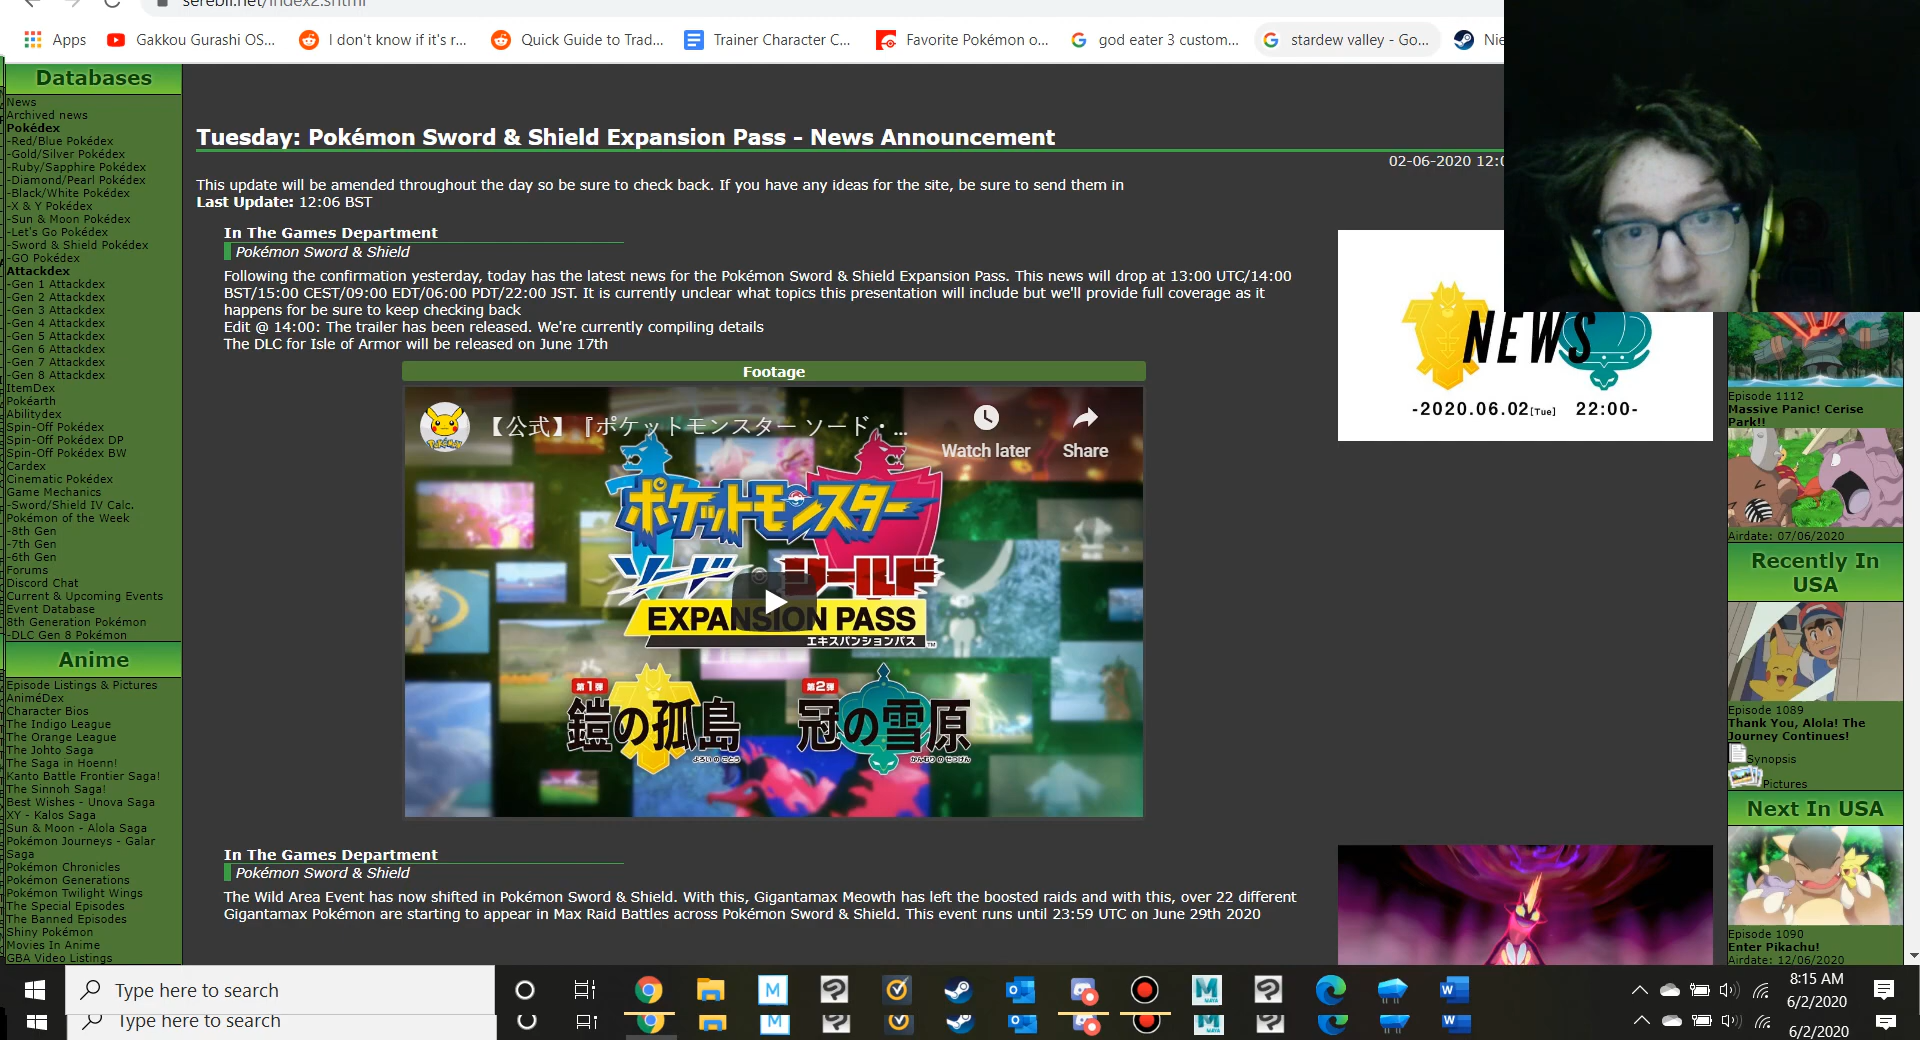 serebii.net/index2.shtml
Apps
Gakkou Gurashi OS...
I don't know if it's r...
Quick Guide to Trad...
Trainer Character C...
Favorite Pokémon o...
god eater 3 custom...
stardew valley - Go...
Nie
Databases
News
Archived news
Pokédex
-Red/Blue Pokédex
-Gold/Silver Pokédex
-Ruby/Sapphire Pokédex
-Diamond/Pearl Pokédex
-Black/White Pokédex
-X & Y Pokédex
-Sun & Moon Pokédex
-Let's Go Pokédex
-Sword & Shield Pokédex
-GO Pokédex
Attackdex
-Gen 1 Attackdex
-Gen 2 Attackdex
-Gen 3 Attackdex
-Gen 4 Attackdex
-Gen 5 Attackdex
-Gen 6 Attackdex
-Gen 7 Attackdex
-Gen 8 Attackdex
ItemDex
Pokéarth
Abilitydex
Spin-Off Pokédex
Spin-Off Pokédex DP
Spin-Off Pokédex BW
Cardex
Cinematic Pokédex
Game Mechanics
-Sword/Shield IV Calc.
Pokémon of the Week
-8th Gen
-7th Gen
-6th Gen
Forums
Discord Chat
Current & Upcoming Events
Event Database
8th Generation Pokémon
-DLC Gen 8 Pokémon
Anime
Episode Listings & Pictures
AniméDex
Character Bios
The Indigo League
The Orange League
The Johto Saga
The Saga in Hoenn!
Kanto Battle Frontier Saga!
The Sinnoh Saga!
Best Wishes - Unova Saga
XY - Kalos Saga
Sun & Moon - Alola Saga
Pokémon Journeys - Galar
Saga
Pokémon Chronicles
Pokémon Generations
Pokémon Twilight Wings
The Special Episodes
The Banned Episodes
Shiny Pokémon
Movies In Anime
GBA Video Listings
Tuesday: Pokémon Sword & Shield Expansion Pass - News Announcement
02-06-2020 12:0
This update will be amended throughout the day so be sure to check back. If you have any ideas for the site, be sure to send them in
Last Update: 12:06 BST
In The Games Department
Pokémon Sword & Shield
Following the confirmation yesterday, today has the latest news for the Pokémon Sword & Shield Expansion Pass. This news will drop at 13:00 UTC/14:00
BST/15:00 CEST/09:00 EDT/06:00 PDT/22:00 JST. It is currently unclear what topics this presentation will include but we'll provide full coverage as it
happens for be sure to keep checking back
Edit @ 14:00: The trailer has been released. We're currently compiling details
The DLC for Isle of Armor will be released on June 17th
NEWS
-2020.06.02[Tue] 22:00-
Footage
【公式】『ポケットモンスター ソード・...
Watch later
Share
ポケットモンスター
ソード シールド
EXPANSION PASS
エキスパンションパス
第1弾
鎧の孤島
よろいのことう
第2弾
冠の雪原
かんむりのせつげん
In The Games Department
Pokémon Sword & Shield
The Wild Area Event has now shifted in Pokémon Sword & Shield. With this, Gigantamax Meowth has left the boosted raids and with this, over 22 different
Gigantamax Pokémon are starting to appear in Max Raid Battles across Pokémon Sword & Shield. This event runs until 23:59 UTC on June 29th 2020
Episode 1112
Massive Panic! Cerise
Park!!
Airdate: 07/06/2020
Recently In
USA
Episode 1089
Thank You, Alola! The
Journey Continues!
Synopsis
Pictures
Next In USA
Episode 1090
Enter Pikachu!
Airdate: 12/06/2020
Type here to search
8:15 AM
6/2/2020
Type here to search
6/2/2020